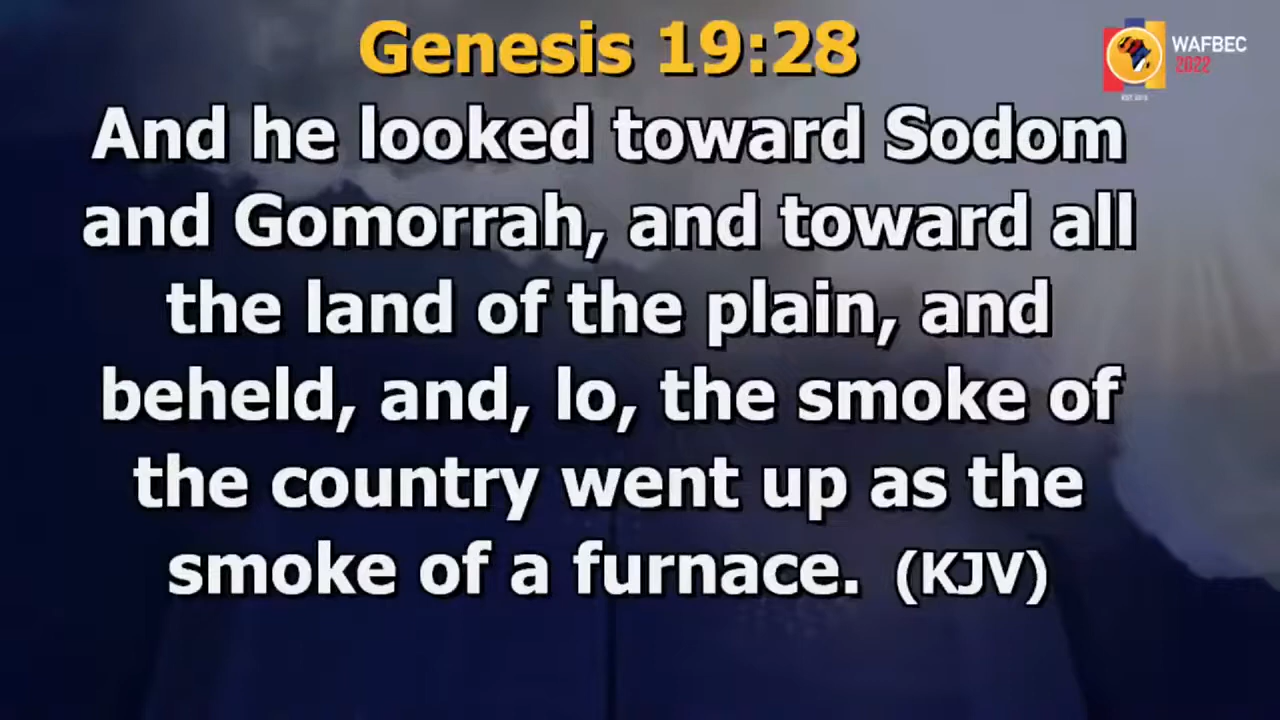 Genesis 19:28
WAFBEC
2022
And he looked toward Sodom
and Gomorrah, and toward all
the land of the plain, and
beheld, and, lo, the smoke of
the country went up as the
smoke of a furnace. (KJV)